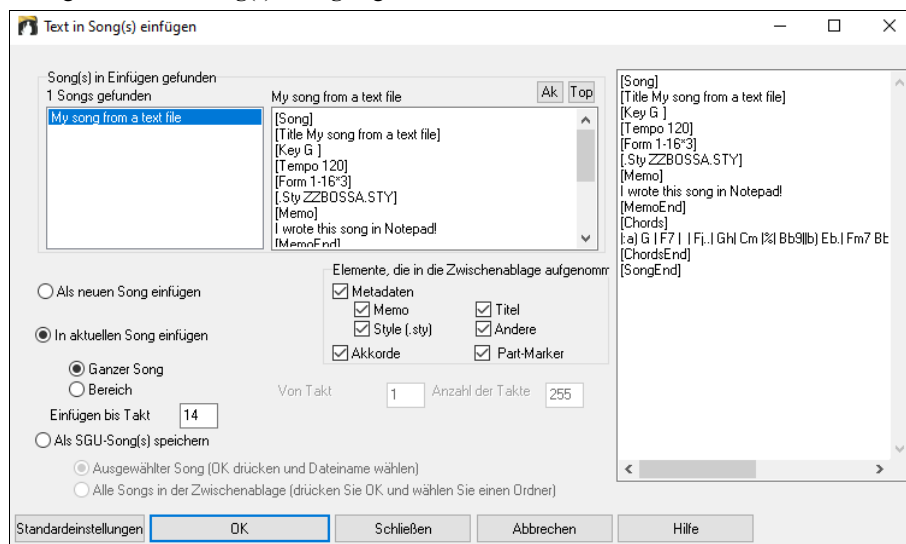 Text in Song(s) einfügen
Song(s) in Einfügen gefunden
1 Songs gefunden
My song from a text file
My song from a text file
Ak
Top
[Song]
[Title My song from a text file]
[Key G ]
[Tempo 120]
[Form 1-16*3]
[.Sty ZZBOSSA.STY]
[Memo]
I wrote this song in Notepad!
[MemoEnd]
[Song]
[Title My song from a text file]
[Key G ]
[Tempo 120]
[Form 1-16*3]
[.Sty ZZBOSSA.STY]
[Memo]
I wrote this song in Notepad!
[MemoEnd]
[Chords]
|:a) G | F7 | | Fj..| Gh| Cm |%| Bb9||b) Eb.| Fm7
[ChordsEnd]
[SongEnd]
Als neuen Song einfügen
In aktuellen Song einfügen
Ganzer Song
Bereich
Einfügen bis Takt 14
Als SGU-Song(s) speichern
Ausgewählter Song (OK drücken und Dateiname wählen)
Alle Songs in der Zwischenablage (drücken Sie OK und wählen Sie einen Ordner)
Elemente, die in die Zwischenablage aufgenomm
Metadaten
Memo
Titel
Style (.sty)
Andere
Akkorde
Part-Marker
Von Takt 1 Anzahl der Takte 255
Standardeinstellungen
OK
Schließen
Abbrechen
Hilfe